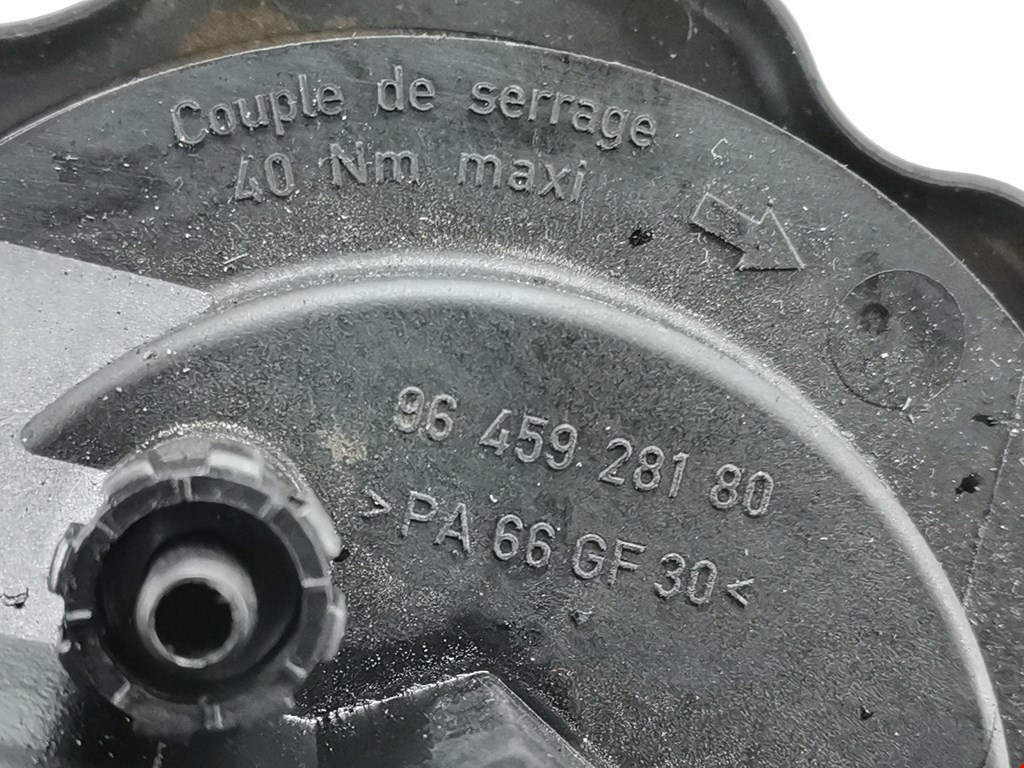 Couple de serrage
40 Nm maxi
96 459 281 80
>PA 66 GF 30<